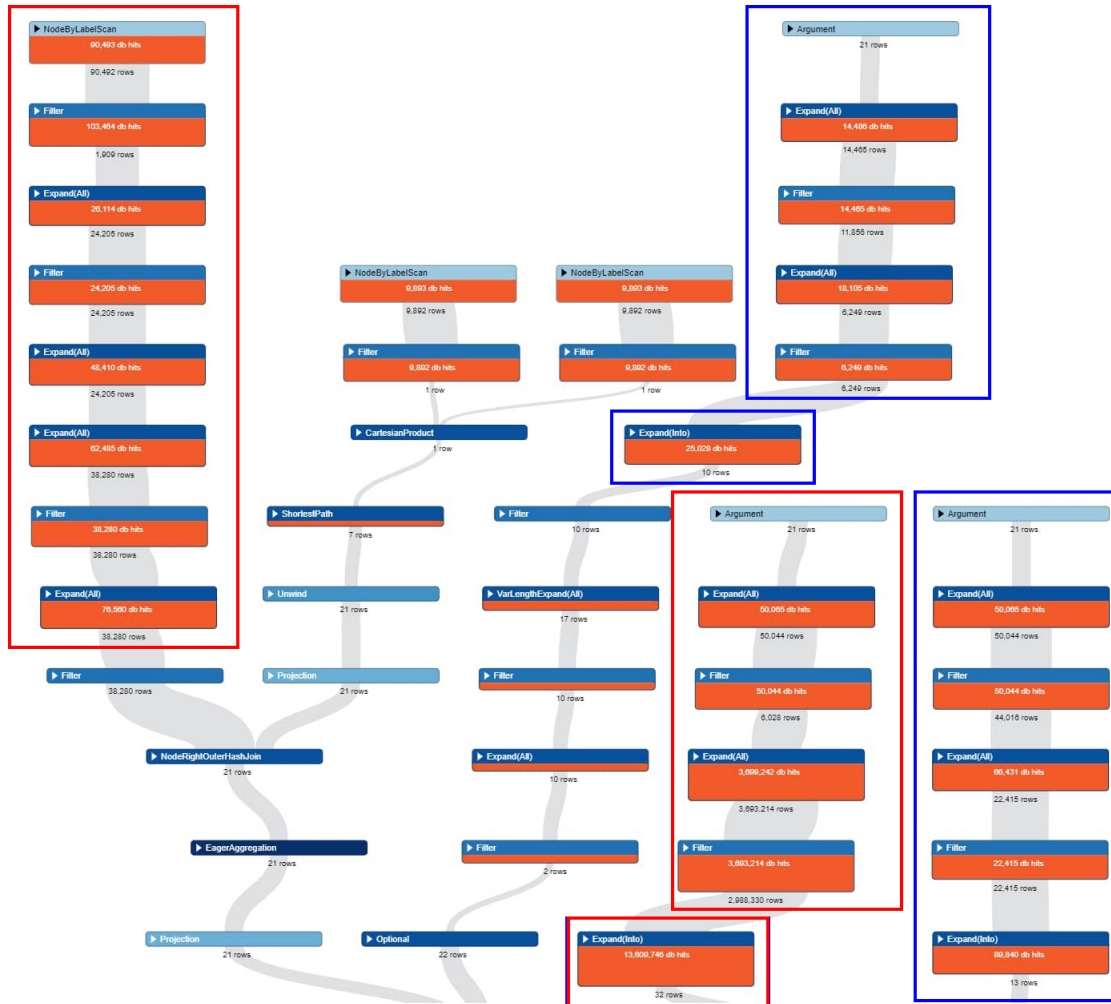 NodeByLabelScan
90,493 db hits
90,492 rows
Filter
103,464 db hits
1,909 rows
Expand(All)
26,114 db hits
24,205 rows
Filter
24,205 db hits
24,205 rows
Expand(All)
48,410 db hits
24,205 rows
Expand(All)
62,485 db hits
38,280 rows
Filter
38,280 db hits
38,280 rows
Expand(All)
76,560 db hits
38,280 rows
Filter
38,280 rows
NodeByLabelScan
9,893 db hits
9,892 rows
Filter
9,892 db hits
1 row
NodeByLabelScan
9,893 db hits
9,892 rows
Filter
9,892 db hits
1 row
CartesianProduct
1 row
ShortestPath
7 rows
Unwind
21 rows
Projection
21 rows
NodeRightOuterHashJoin
21 rows
EagerAggregation
21 rows
Projection
21 rows
Argument
21 rows
Expand(All)
14,486 db hits
14,465 rows
Filter
14,465 db hits
11,856 rows
Expand(All)
18,105 db hits
6,249 rows
Filter
6,249 db hits
6,249 rows
Expand(Into)
25,028 db hits
10 rows
Filter
10 rows
VarLengthExpand(All)
17 rows
Filter
10 rows
Expand(All)
10 rows
Filter
2 rows
Optional
22 rows
Argument
21 rows
Expand(All)
50,065 db hits
50,044 rows
Filter
50,044 db hits
6,028 rows
Expand(All)
3,699,242 db hits
3,693,214 rows
Filter
3,693,214 db hits
2,988,330 rows
Expand(Into)
13,609,746 db hits
32 rows
Argument
21 rows
Expand(All)
50,065 db hits
50,044 rows
Filter
50,044 db hits
44,016 rows
Expand(All)
66,431 db hits
22,415 rows
Filter
22,415 db hits
22,415 rows
Expand(Into)
89,840 db hits
13 rows